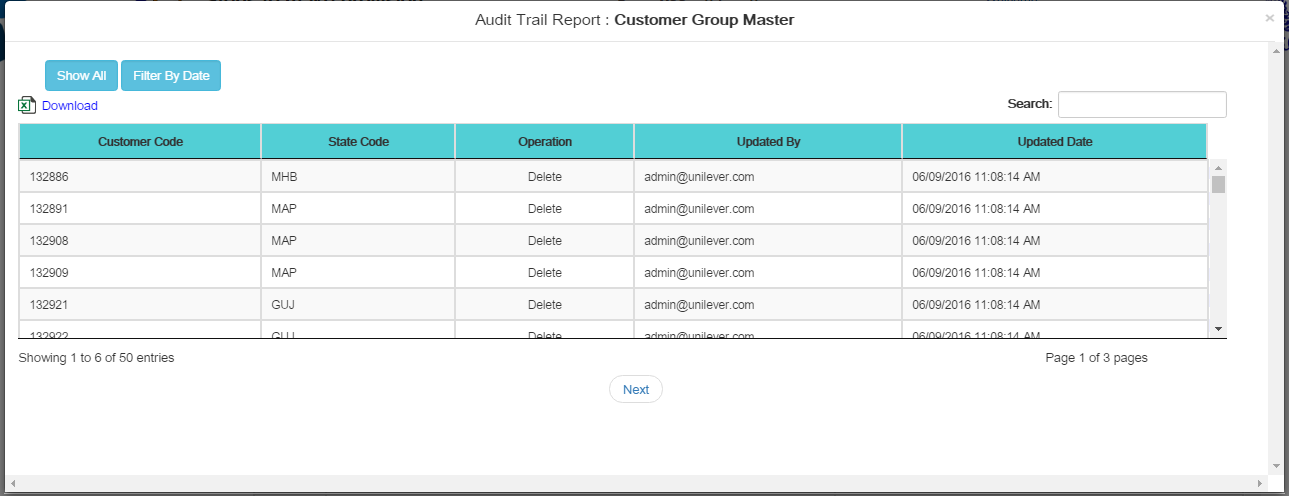 Audit Trail Report : Customer Group Master ×
Show All Filter By Date
Download Search:
Customer Code State Code Operation Updated By Updated Date
132886 MHB Delete admin@unilever.com 06/09/2016 11:08:14 AM
132891 MAP Delete admin@unilever.com 06/09/2016 11:08:14 AM
132908 MAP Delete admin@unilever.com 06/09/2016 11:08:14 AM
132909 MAP Delete admin@unilever.com 06/09/2016 11:08:14 AM
132921 GUJ Delete admin@unilever.com 06/09/2016 11:08:14 AM
132922 GUJ Delete admin@unilever.com 06/09/2016 11:08:14 AM
Showing 1 to 6 of 50 entries Page 1 of 3 pages
Next